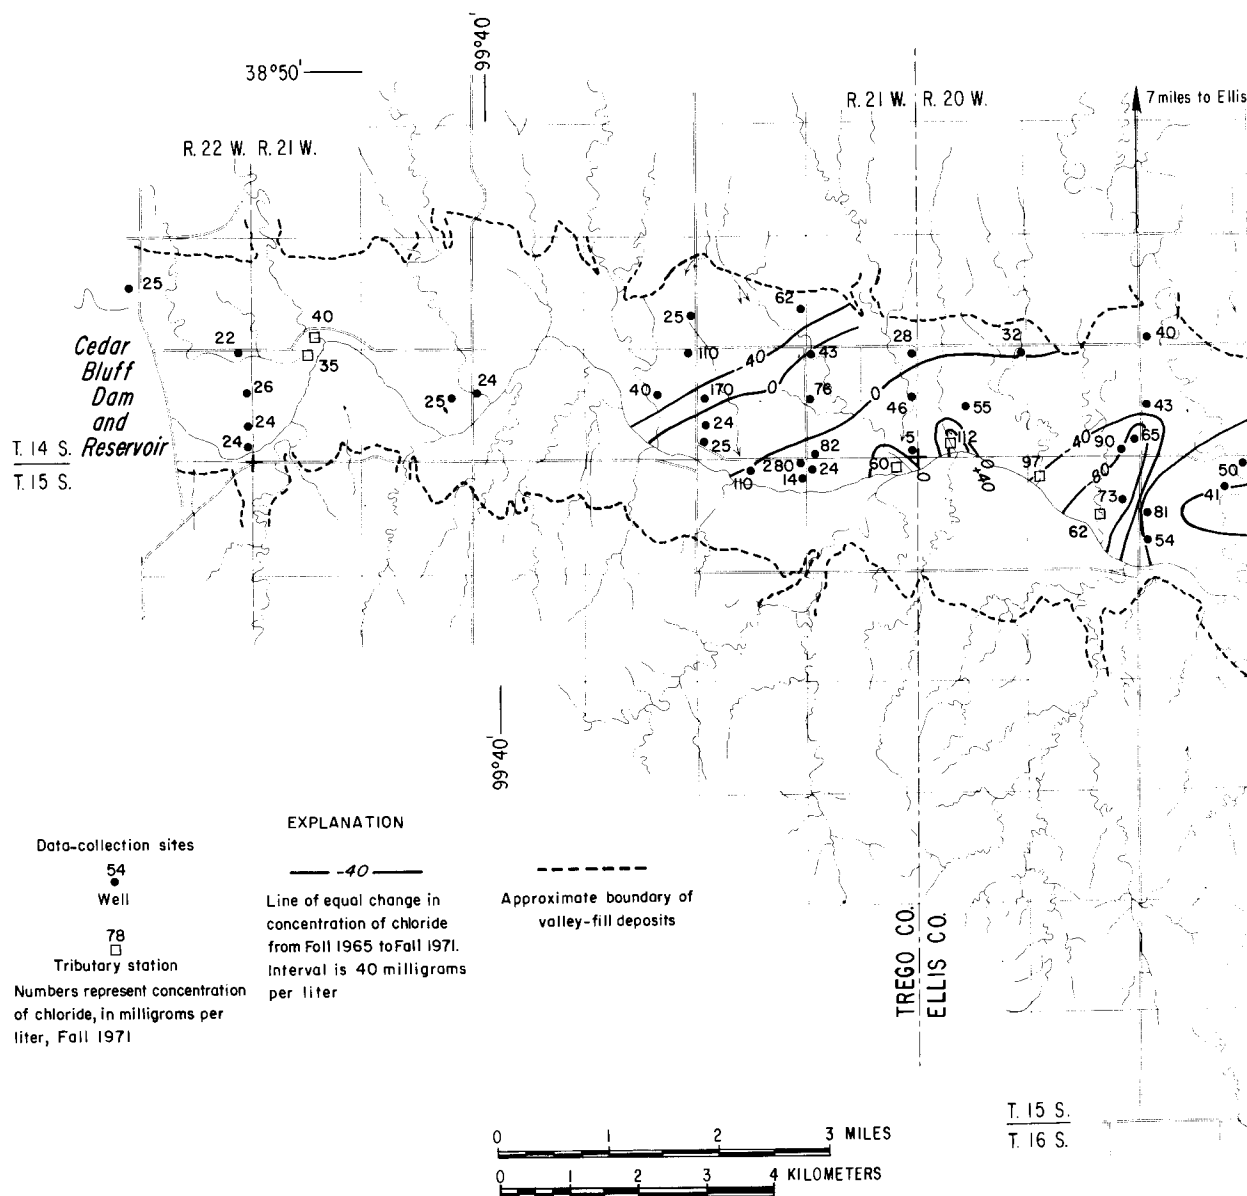 99°40'
38°50'
R. 21 W.
R. 20 W.
7 miles to Ellis
R. 22 W.
R. 21 W.
25
62
40
25
22
35
110
-40
0
43
28
32
40
Cedar
Bluff
Dam
and
Reservoir
26
24
25
40
170
76
46
55
43
24
24
24
25
82
5
112
-40
90
65
T. 14 S.
T. 15 S.
0
110
280
24
14
60
0
0
+40
97
80
50
41
73
62
81
54
99°40'
EXPLANATION
Data-collection sites
54
Well
78
Tributary station
Numbers represent concentration
of chloride, in milligrams per
liter, Fall 1971
-40
Line of equal change in
concentration of chloride
from Fall 1965 to Fall 1971.
Interval is 40 milligrams
per liter
Approximate boundary of
valley-fill deposits
TREGO CO.
ELLIS CO.
T. 15 S.
T. 16 S.
0 1 2 3 MILES
0 1 2 3 4 KILOMETERS